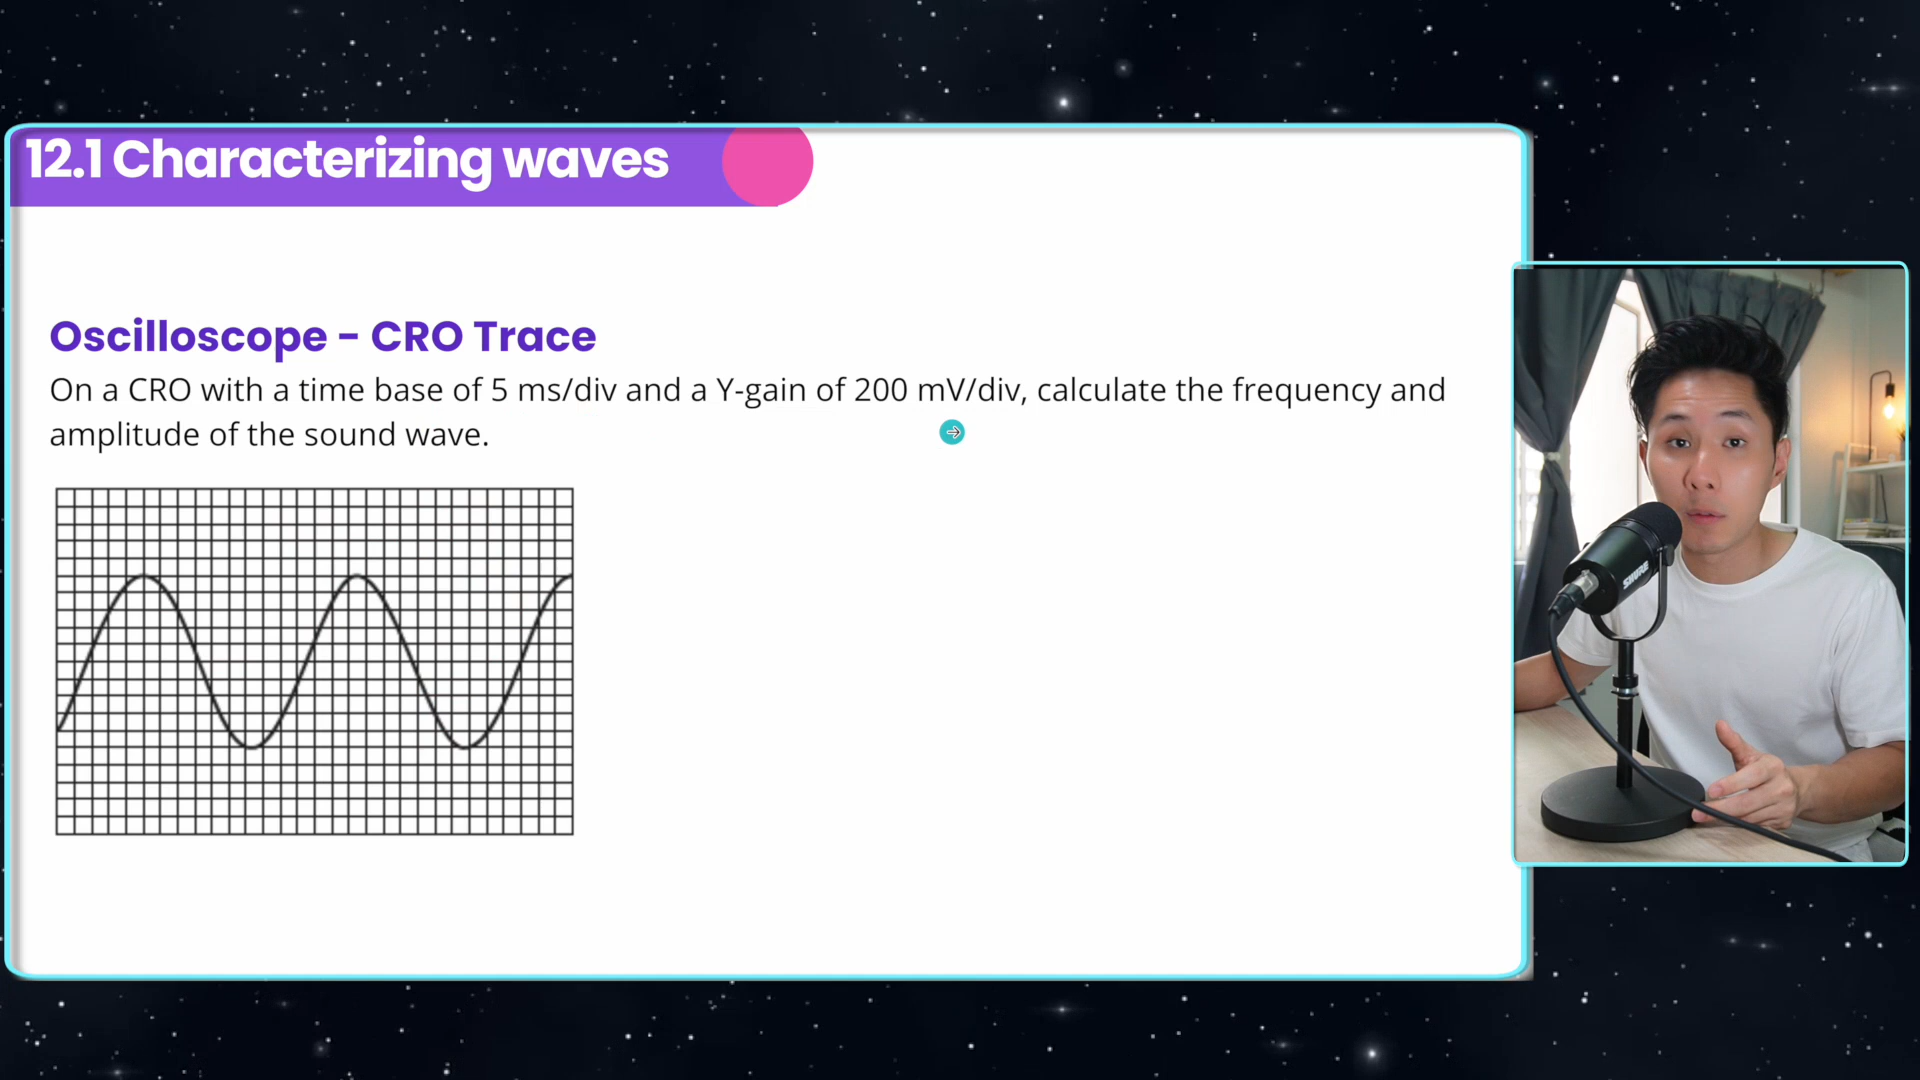 12.1 Characterizing waves
Oscilloscope - CRO Trace
On a CRO with a time base of 5 ms/div and a Y-gain of 200 mV/div, calculate the frequency and
amplitude of the sound wave.
SHURE